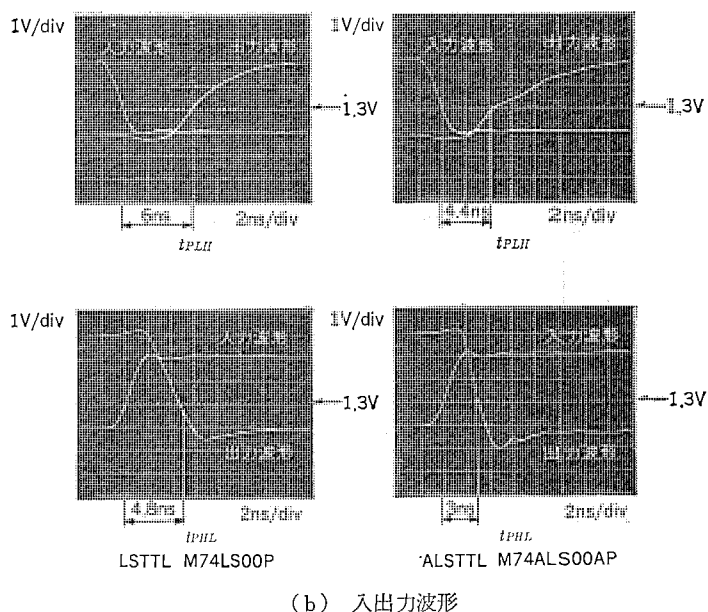 1V/div
入力波形 出力波形
1.3V
6ns 2ns/div
tPLH
1V/div
入力波形 出力波形
1.3V
4.4ns 2ns/div
tPLH
1V/div
入力波形
1.3V
出力波形
4.8ns 2ns/div
tPHL
LSTTL M74LS00P
1V/div
入力波形
1.3V
出力波形
3ns 2ns/div
tPHL
ALSTTL M74ALS00AP
(b) 入出力波形